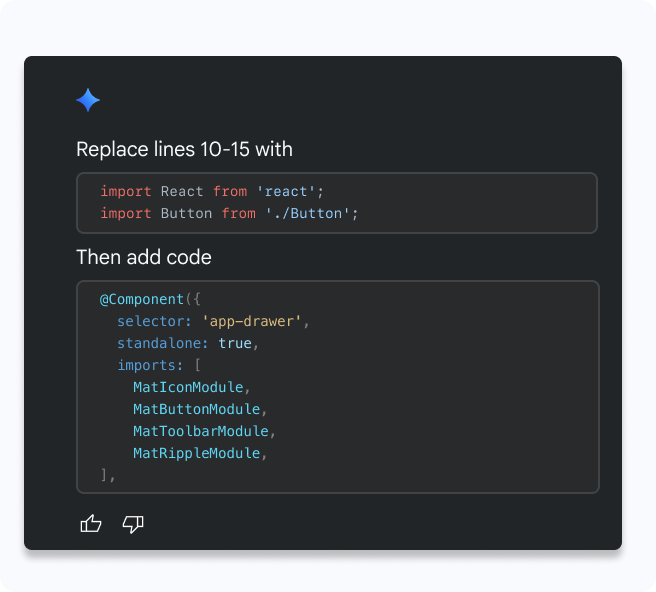 Replace lines 10-15 with
import React from 'react';
import Button from './Button';
Then add code
@Component({
  selector: 'app-drawer',
  standalone: true,
  imports: [
    MatIconModule,
    MatButtonModule,
    MatToolbarModule,
    MatRippleModule,
],